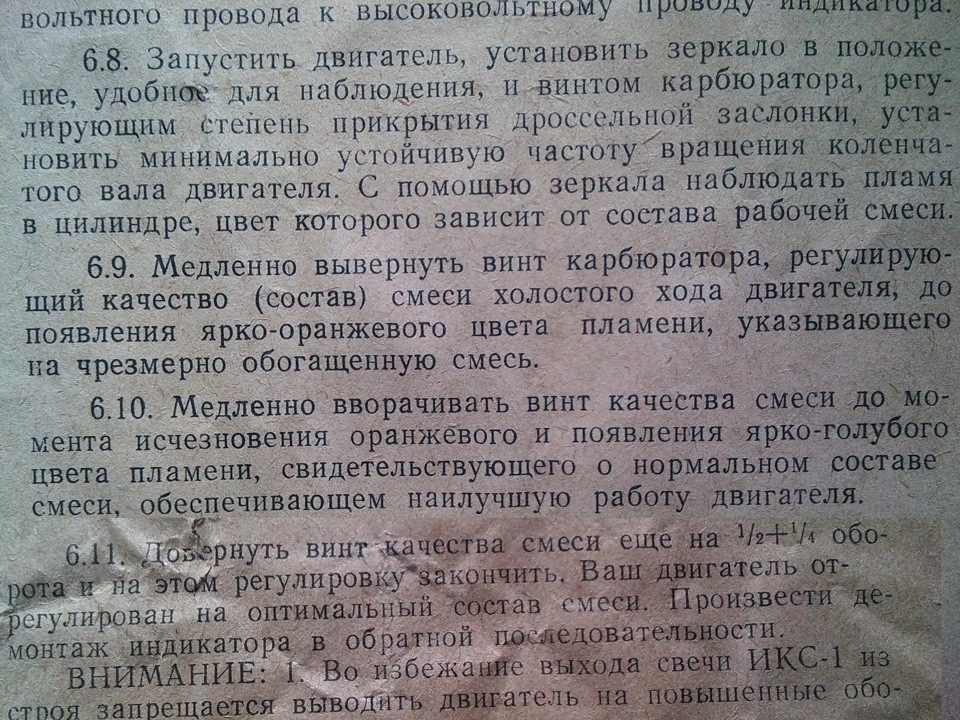 вольтного провода к высоковольтному проводу индикатора.
6.8. Запустить двигатель, установить зеркало в положе-
ние, удобное для наблюдения, и винтом карбюратора, регу-
лирующим степень прикрытия дроссельной заслонки, уста-
новить минимально устойчивую частоту вращения коленча-
того вала двигателя. С помощью зеркала наблюдать пламя
в цилиндре, цвет которого зависит от состава рабочей смеси.
6.9. Медленно вывернуть винт карбюратора, регулирую-
щий качество (состав) смеси холостого хода двигателя, до
появления ярко-оранжевого цвета пламени, указывающего
на чрезмерно обогащенную смесь.
6.10. Медленно вворачивать винт качества смеси до мо-
мента исчезновения оранжевого и появления ярко-голубого
цвета пламени, свидетельствующего о нормальном составе
смеси, обеспечивающем наилучшую работу двигателя.
6.11. Довернуть винт качества смеси еще на ¹/₂+¹/₄ обо-
рота и на этом регулировку закончить. Ваш двигатель от-
регулирован на оптимальный состав смеси. Произвести де-
монтаж индикатора в обратной последовательности.
ВНИМАНИЕ: 1. Во избежание выхода свечи ИКС-1 из
строя запрещается выводить двигатель на повышенные обо-